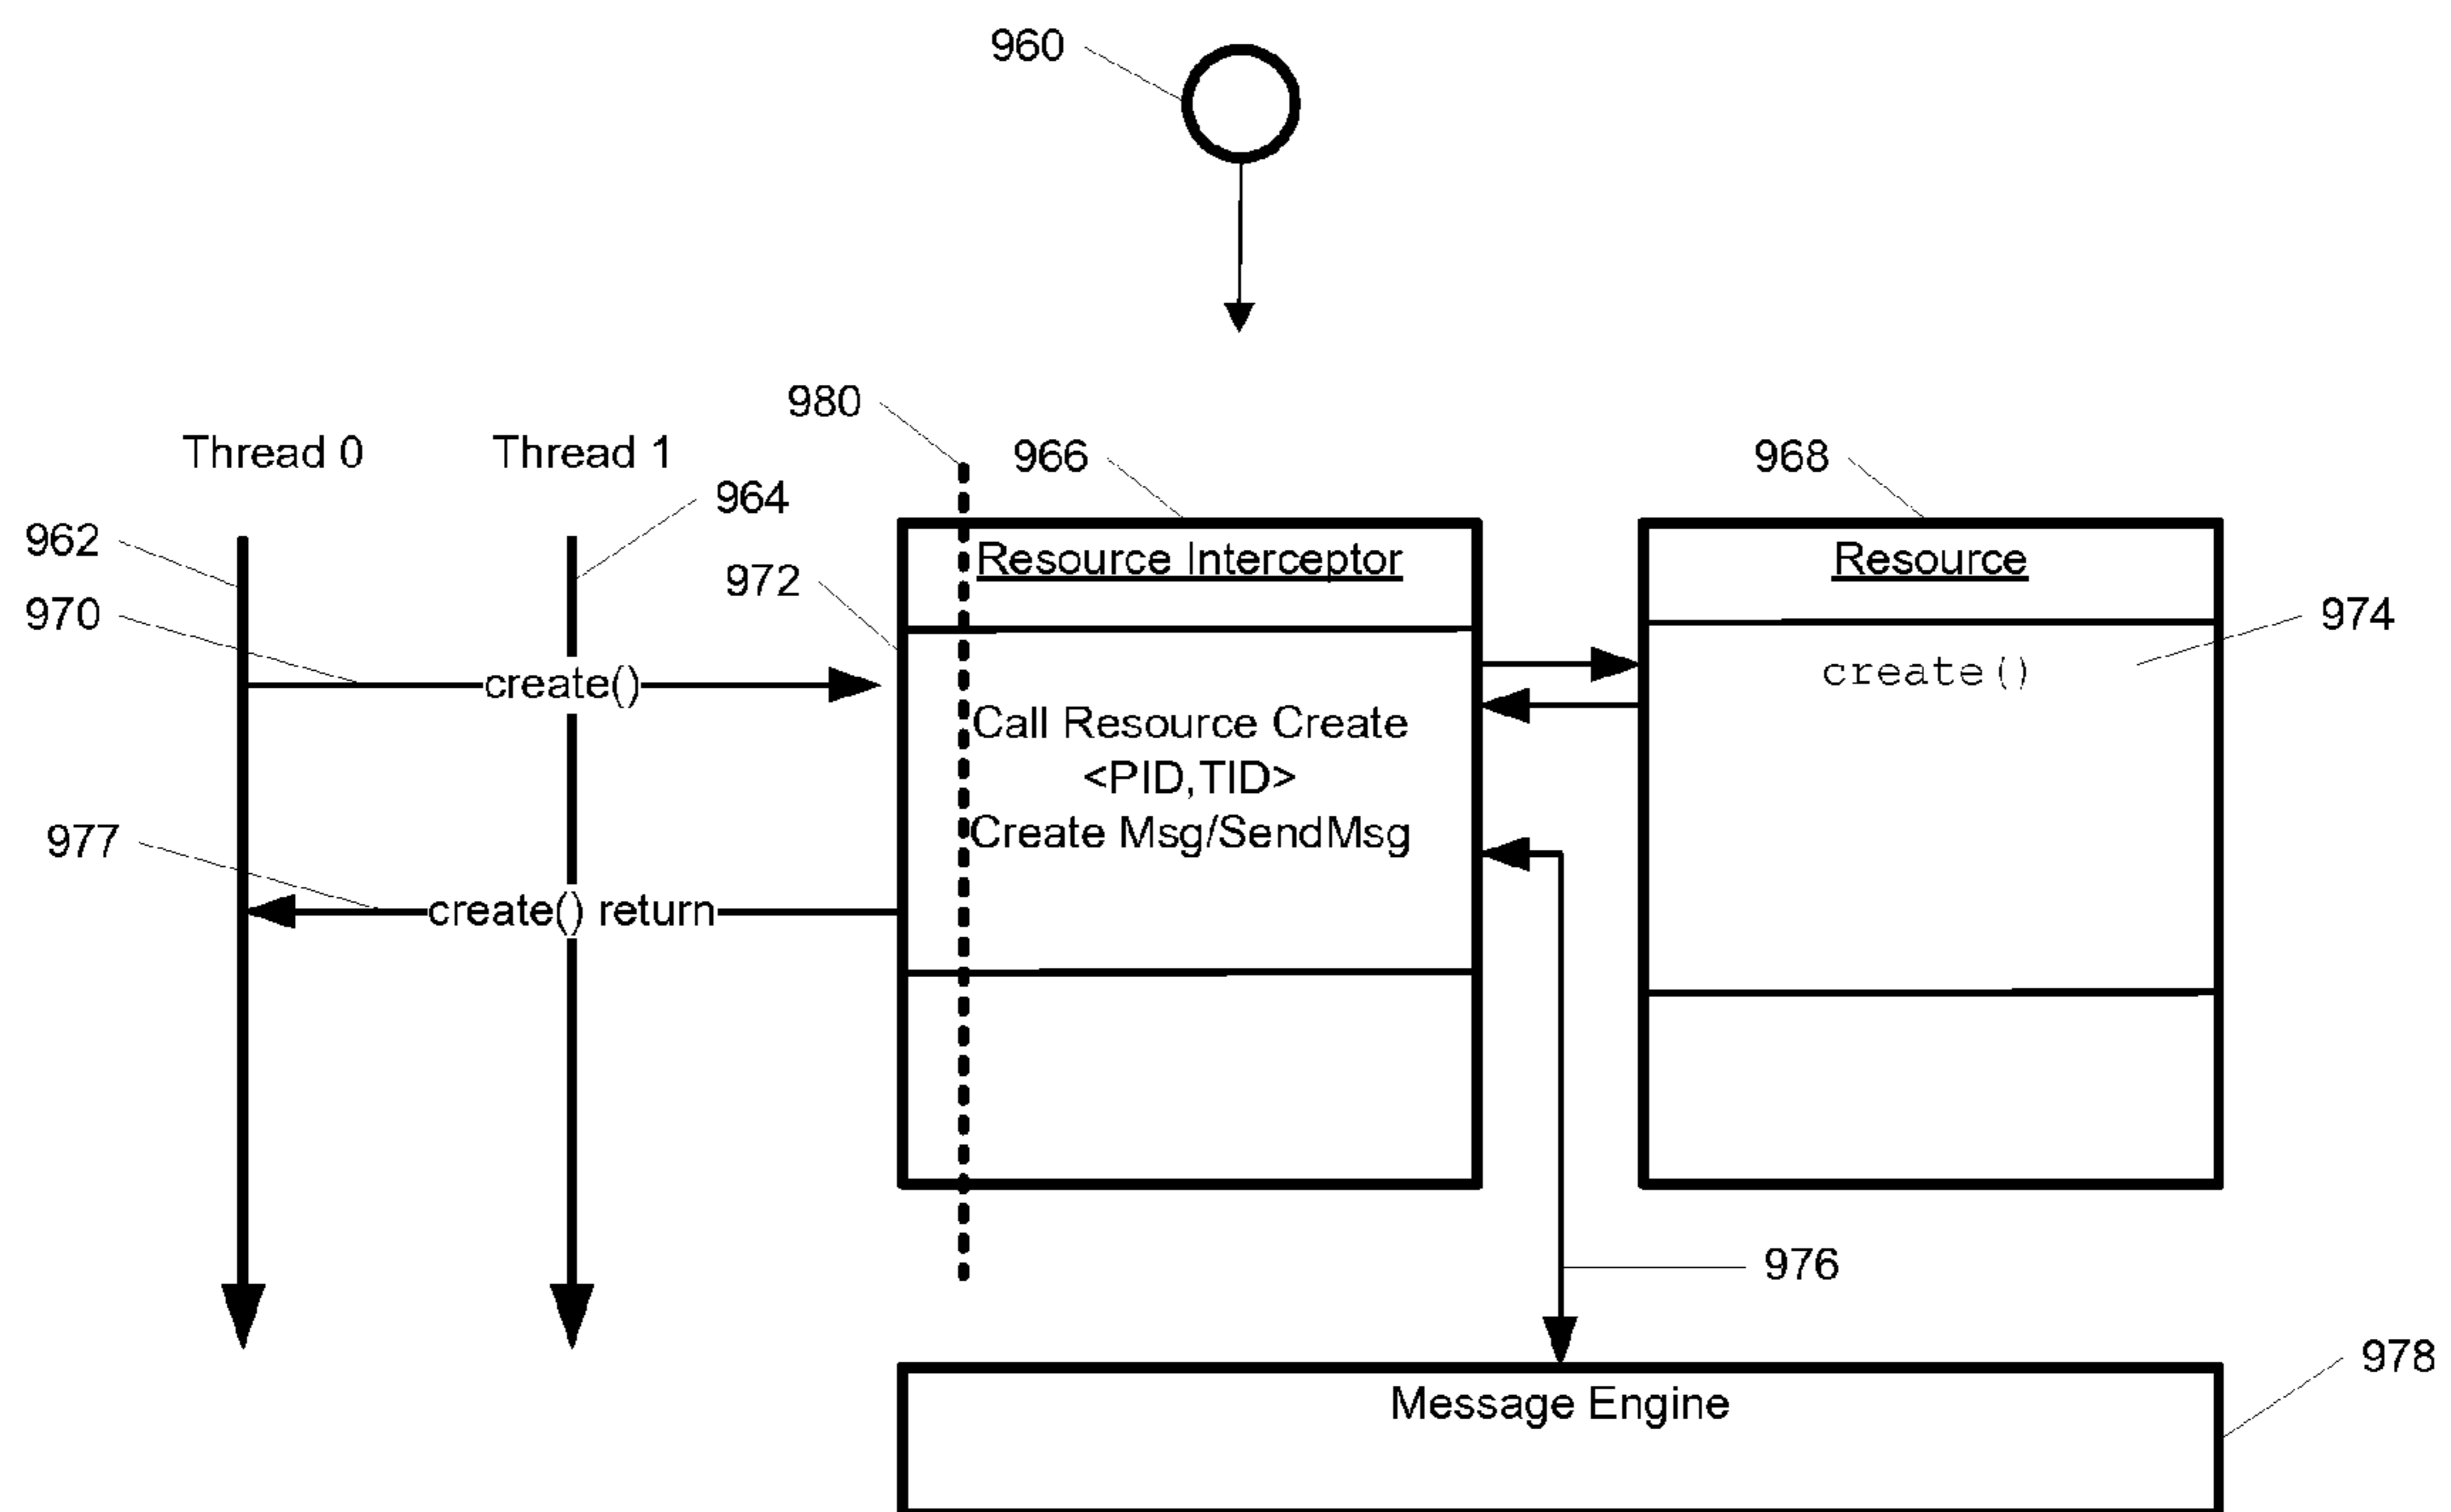 960
980
Thread 0
Thread 1
966
968
964
962
Resource Interceptor
Resource
972
970
974
create()
create()
Call Resource Create
<PID,TID>
Create Msg/SendMsg
977
create() return
976
978
Message Engine